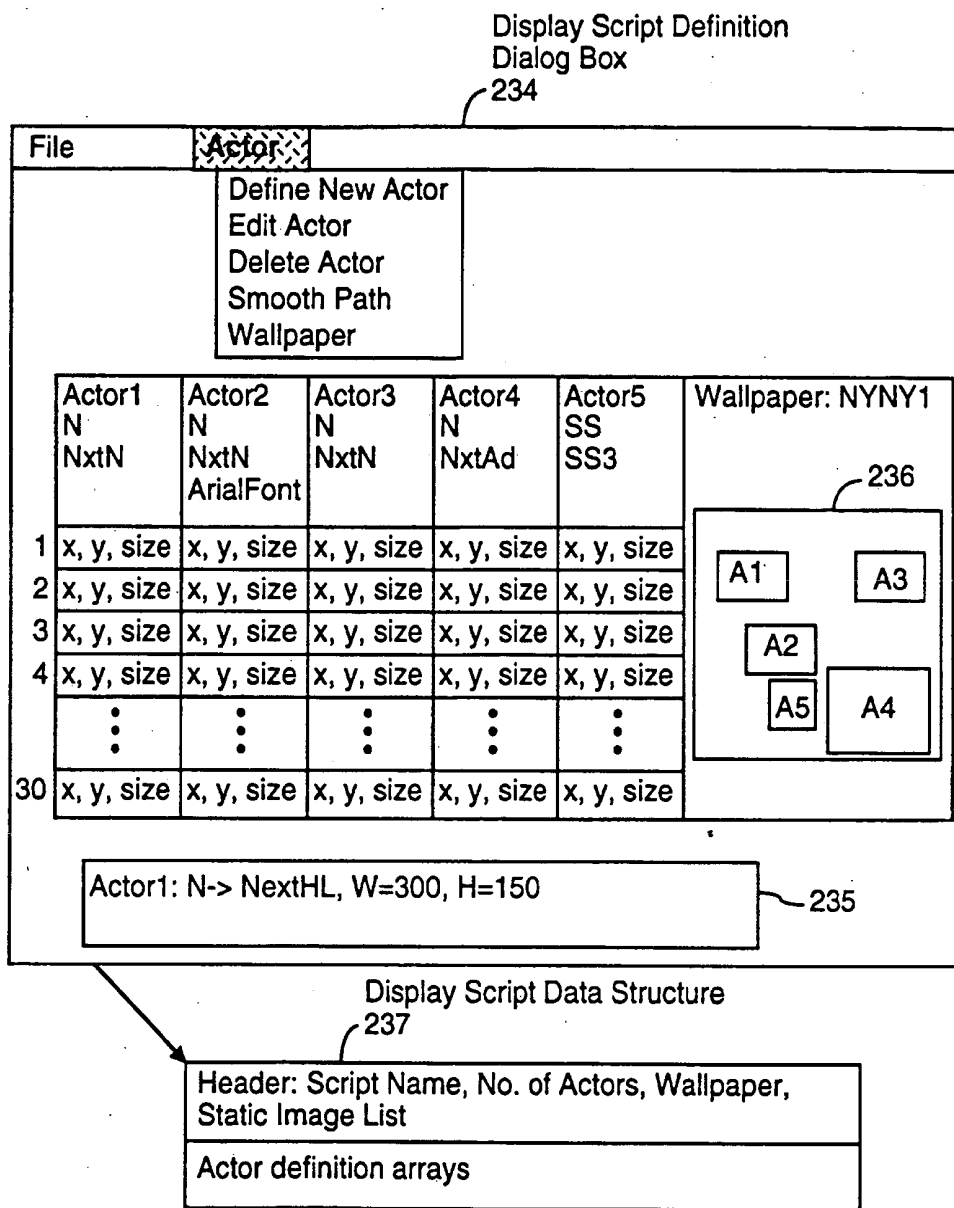 Display Script Definition
Dialog Box
234
File Actor
Define New Actor
Edit Actor
Delete Actor
Smooth Path
Wallpaper
Actor1 Actor2 Actor3 Actor4 Actor5 Wallpaper: NYNY1
N N N N SS
NxtN NxtN NxtN NxtAd SS3
ArialFont
236
1 x, y, size x, y, size x, y, size x, y, size x, y, size
2 x, y, size x, y, size x, y, size x, y, size x, y, size
3 x, y, size x, y, size x, y, size x, y, size x, y, size
4 x, y, size x, y, size x, y, size x, y, size x, y, size
30 x, y, size x, y, size x, y, size x, y, size x, y, size
A1 A3
A2
A5 A4
Actor1: N-> NextHL, W=300, H=150
235
Display Script Data Structure
237
Header: Script Name, No. of Actors, Wallpaper,
Static Image List
Actor definition arrays